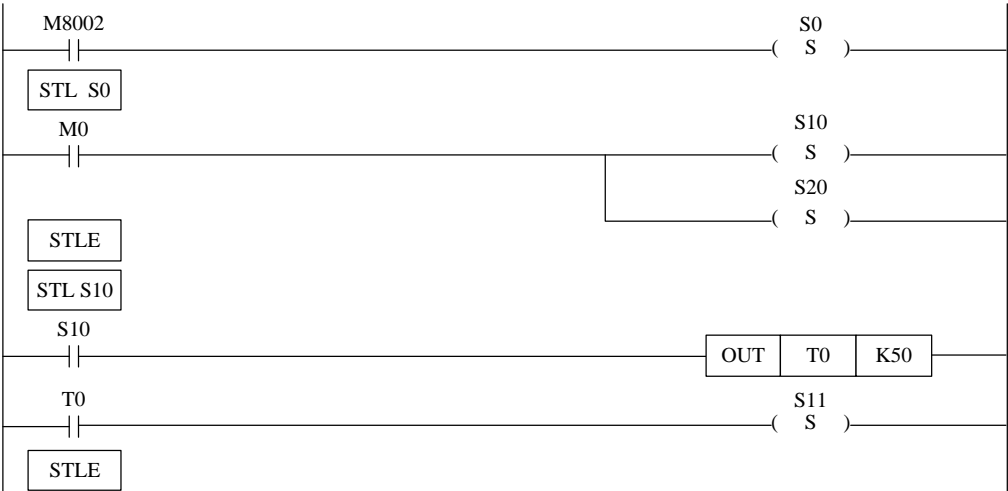 M8002
S0
( S )
STL S0
M0
S10
( S )
S20
( S )
STLE
STL S10
S10
OUT T0 K50
T0
S11
( S )
STLE